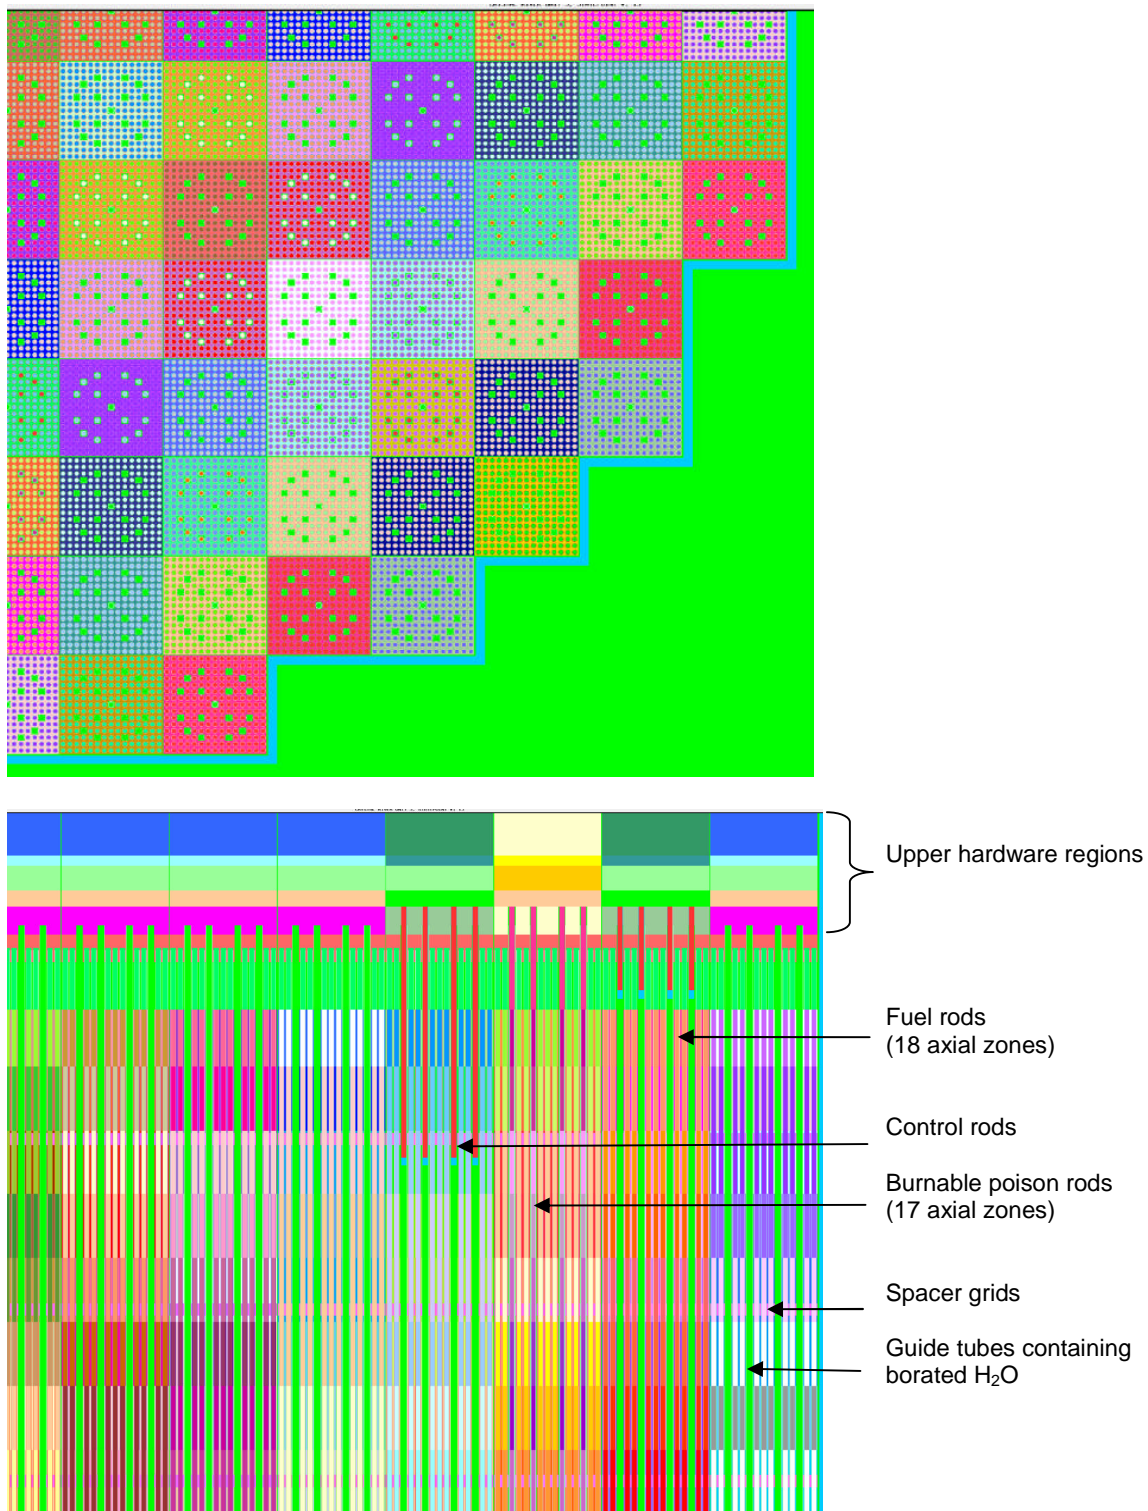 Upper hardware regions
Fuel rods
(18 axial zones)
Control rods
Burnable poison rods
(17 axial zones)
Spacer grids
Guide tubes containing
borated H₂O